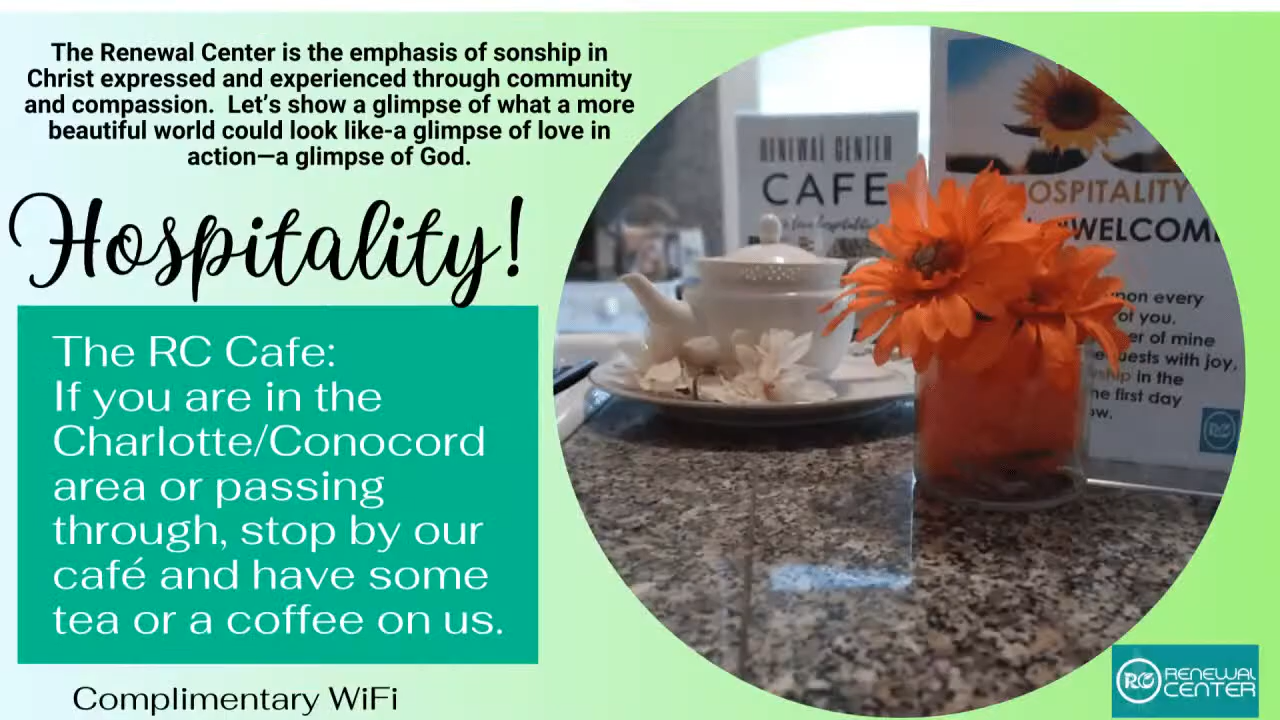 The Renewal Center is the emphasis of sonship in
Christ expressed and experienced through community
and compassion.  Let’s show a glimpse of what a more
beautiful world could look like-a glimpse of love in
action—a glimpse of God.
Hospitality!
The RC Cafe:
If you are in the
Charlotte/Conocord
area or passing
through, stop by our
café and have some
tea or a coffee on us.
Complimentary WiFi
RENEWAL CENTER
CAFE
HOSPITALITY
WELCOM
upon every
of you.
of mine
guests with joy,
in the
first day
RC
RC RENEWAL
CENTER